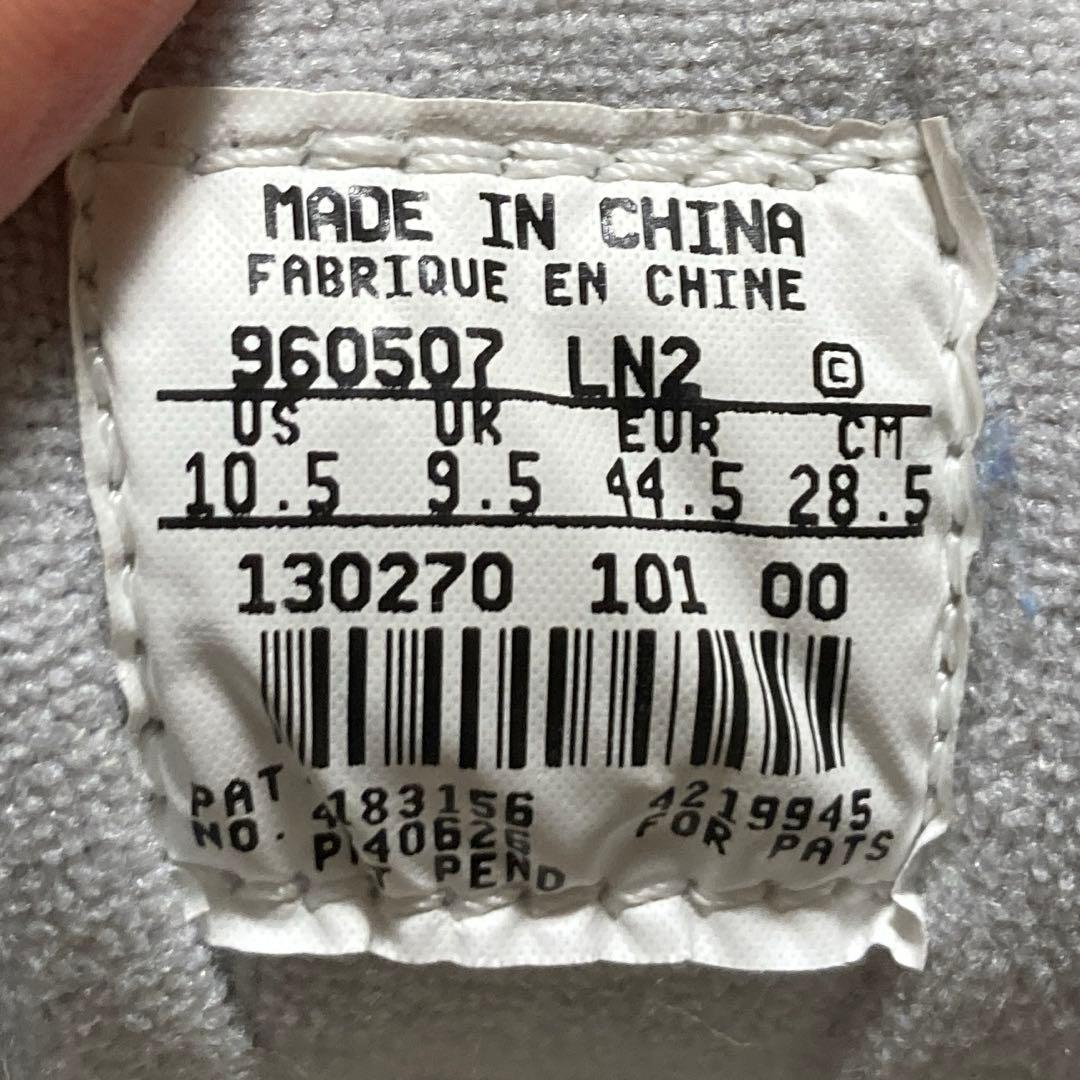 MADE IN CHINA
FABRIQUE EN CHINE
960507 LN2 ©
US UK EUR CM
10.5 9.5 44.5 28.5
130270 101 00
PAT 4183156 4219945
NO. FOR PATS
PEND